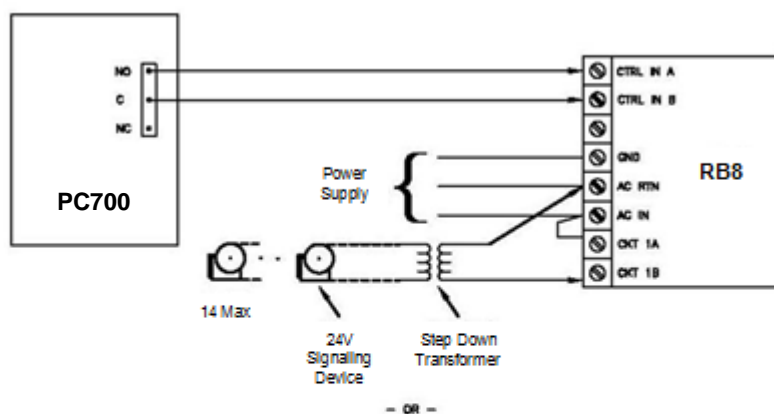 NO
C
NC
PC700
CTRL IN A
CTRL IN B
GND
AC RTN
AC IN
CKT 1A
CKT 1B
RB8
Power
Supply
14 Max
24V
Signalling
Device
Step Down
Transformer
- OR -